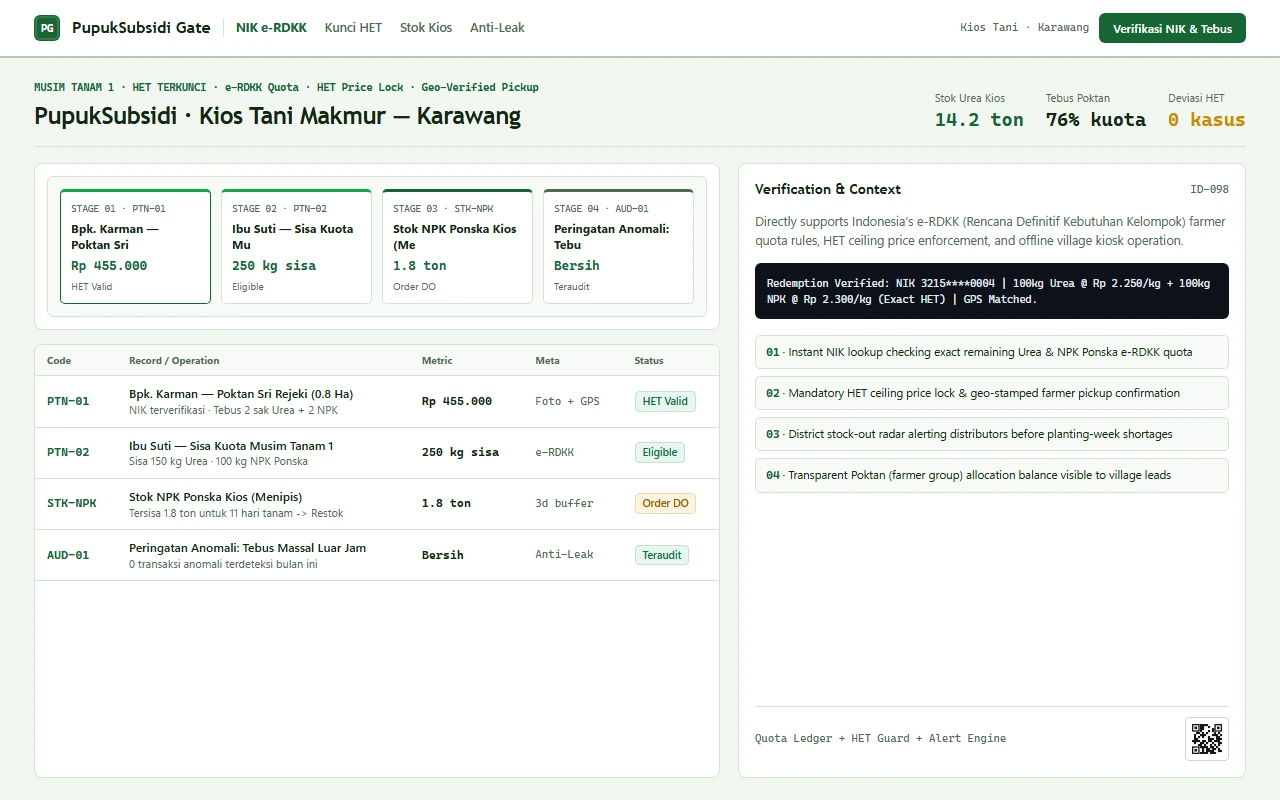 PG PupukSubsidi Gate NIK e-RDKK Kunci HET Stok Kios Anti-Leak Kios Tani · Karawang Verifikasi NIK & Tebus
MUSIM TANAM 1 · HET TERKUNCI · e-RDKK Quota · HET Price Lock · Geo-Verified Pickup
PupukSubsidi · Kios Tani Makmur — Karawang
Stok Urea Kios
14.2 ton
Tebus Poktan
76% kuota
Deviasi HET
0 kasus
STAGE 01 · PTN-01
Bpk. Karman —
Poktan Sri
Rp 455.000
HET Valid
STAGE 02 · PTN-02
Ibu Suti — Sisa Kuota
Mu
250 kg sisa
Eligible
STAGE 03 · STK-NPK
Stok NPK Ponska Kios
(Me
1.8 ton
Order DO
STAGE 04 · AUD-01
Peringatan Anomali:
Tebu
Bersih
Teraudit
Code Record / Operation Metric Meta Status
PTN-01 Bpk. Karman — Poktan Sri Rejeki (0.8 Ha) Rp 455.000 Foto + GPS HET Valid
NIK terverifikasi · Tebus 2 sak Urea + 2 NPK
PTN-02 Ibu Suti — Sisa Kuota Musim Tanam 1 250 kg sisa e-RDKK Eligible
Sisa 150 kg Urea · 100 kg NPK Ponska
STK-NPK Stok NPK Ponska Kios (Menipis) 1.8 ton 3d buffer Order DO
Tersisa 1.8 ton untuk 11 hari tanam -> Restok
AUD-01 Peringatan Anomali: Tebus Massal Luar Jam Bersih Anti-Leak Teraudit
0 transaksi anomali terdeteksi bulan ini
Verification & Context ID-098
Directly supports Indonesia's e-RDKK (Rencana Definitif Kebutuhan Kelompok) farmer
quota rules, HET ceiling price enforcement, and offline village kiosk operation.
Redemption Verified: NIK 3215****0004 | 100kg Urea @ Rp 2.250/kg + 100kg
NPK @ Rp 2.300/kg (Exact HET) | GPS Matched.
01 · Instant NIK lookup checking exact remaining Urea & NPK Ponska e-RDKK quota
02 · Mandatory HET ceiling price lock & geo-stamped farmer pickup confirmation
03 · District stock-out radar alerting distributors before planting-week shortages
04 · Transparent Poktan (farmer group) allocation balance visible to village leads
Quota Ledger + HET Guard + Alert Engine